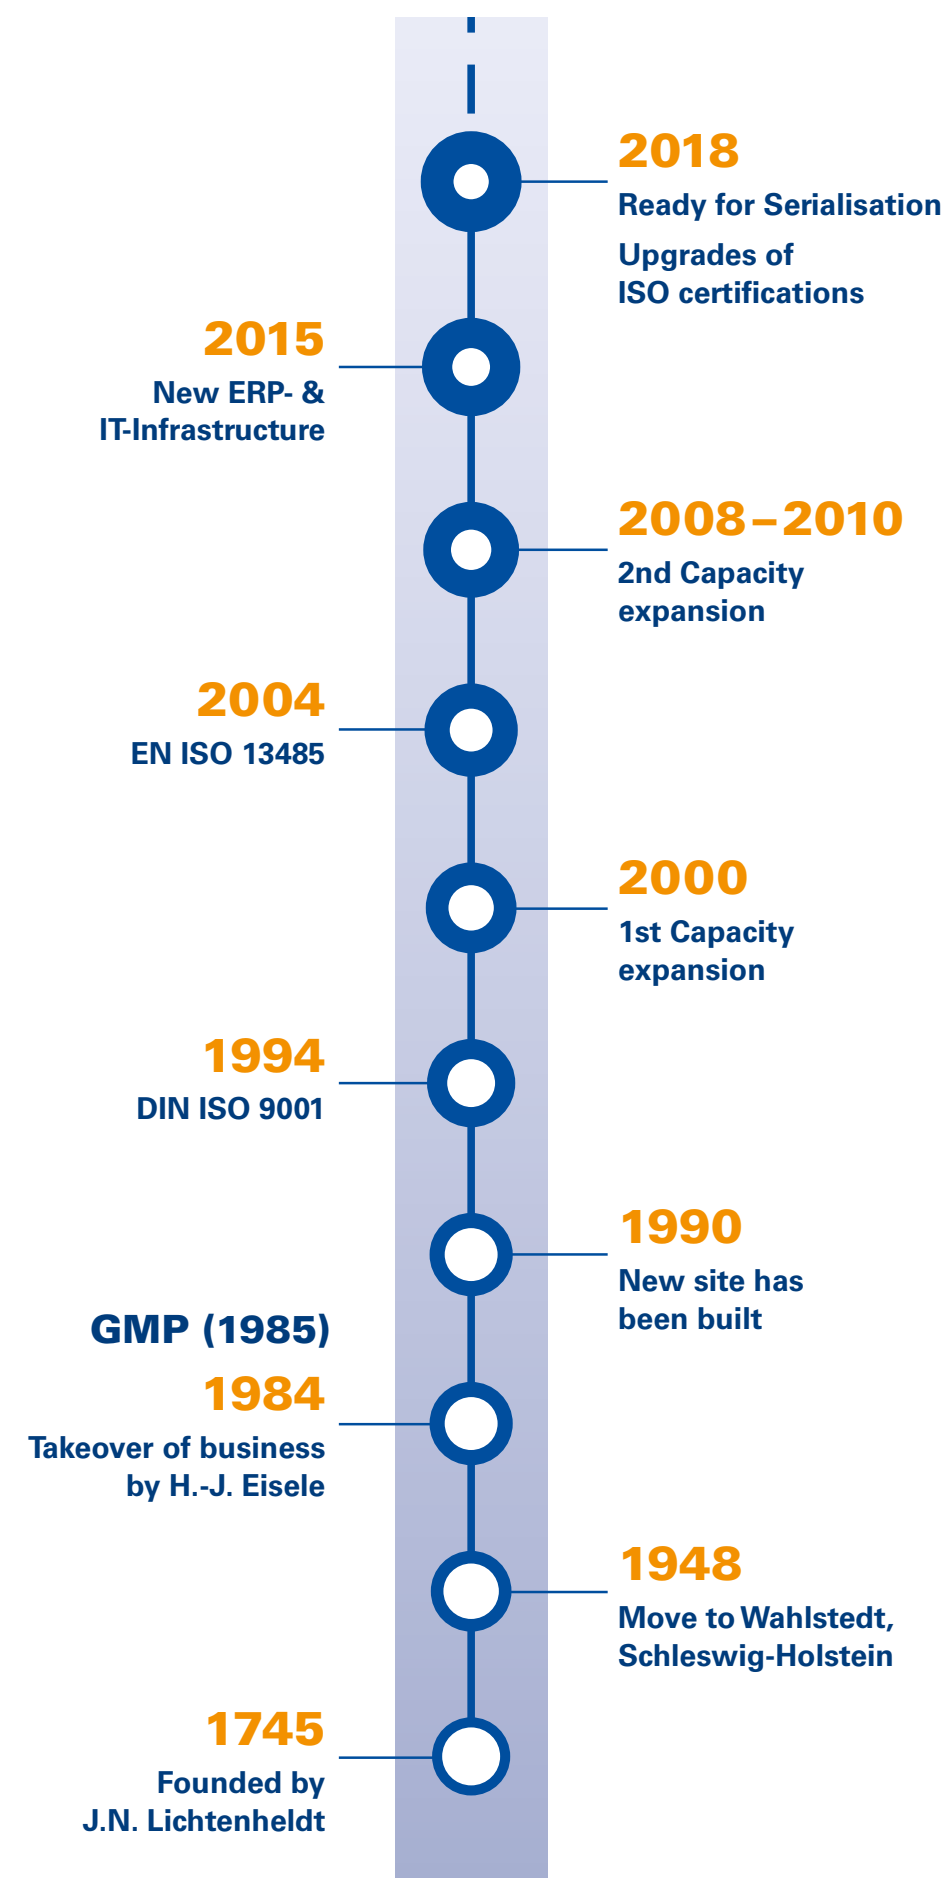 2018
Ready for Serialisation
Upgrades of
ISO certifications
2015
New ERP- &
IT-Infrastructure
2008–2010
2nd Capacity
expansion
2004
EN ISO 13485
2000
1st Capacity
expansion
1994
DIN ISO 9001
1990
New site has
been built
GMP (1985)
1984
Takeover of business
by H.-J. Eisele
1948
Move to Wahlstedt,
Schleswig-Holstein
1745
Founded by
J.N. Lichtenheldt